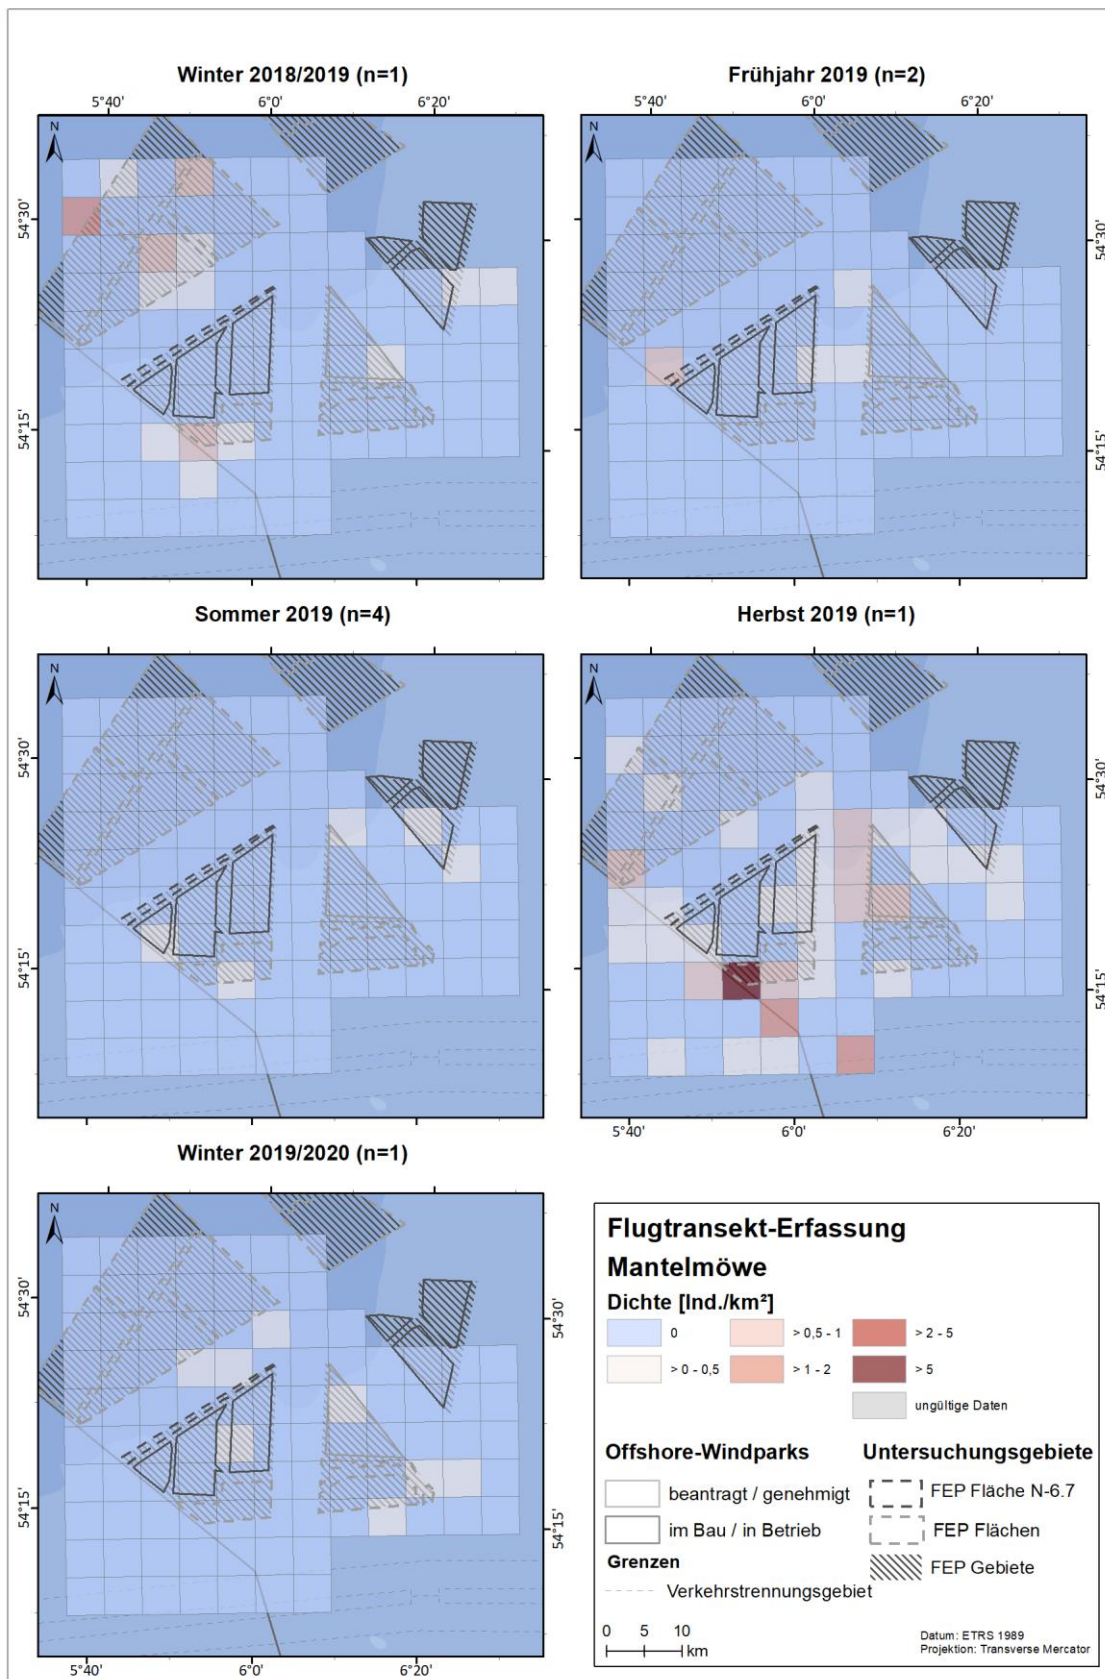 Winter 2018/2019 (n=1)
Frühjahr 2019 (n=2)
5°40' 6°0' 6°20'
5°40' 6°0' 6°20'
N
N
54°30'
54°30'
54°15'
54°15'
Sommer 2019 (n=4)
Herbst 2019 (n=1)
N
N
54°30'
54°30'
54°15'
54°15'
5°40' 6°0' 6°20'
Winter 2019/2020 (n=1)
N
54°30'
54°30'
54°15'
54°15'
5°40' 6°0' 6°20'
Flugtransekt-Erfassung
Mantelmöwe
Dichte [Ind./km²]
0 > 0,5 - 1 > 2 - 5
> 0 - 0,5 > 1 - 2 > 5
ungültige Daten
Offshore-Windparks
beantragt / genehmigt
im Bau / in Betrieb
Grenzen
Verkehrstrennungsgebiet
Untersuchungsgebiete
FEP Fläche N-6.7
FEP Flächen
FEP Gebiete
0 5 10
km
Datum: ETRS 1989
Projektion: Transverse Mercator